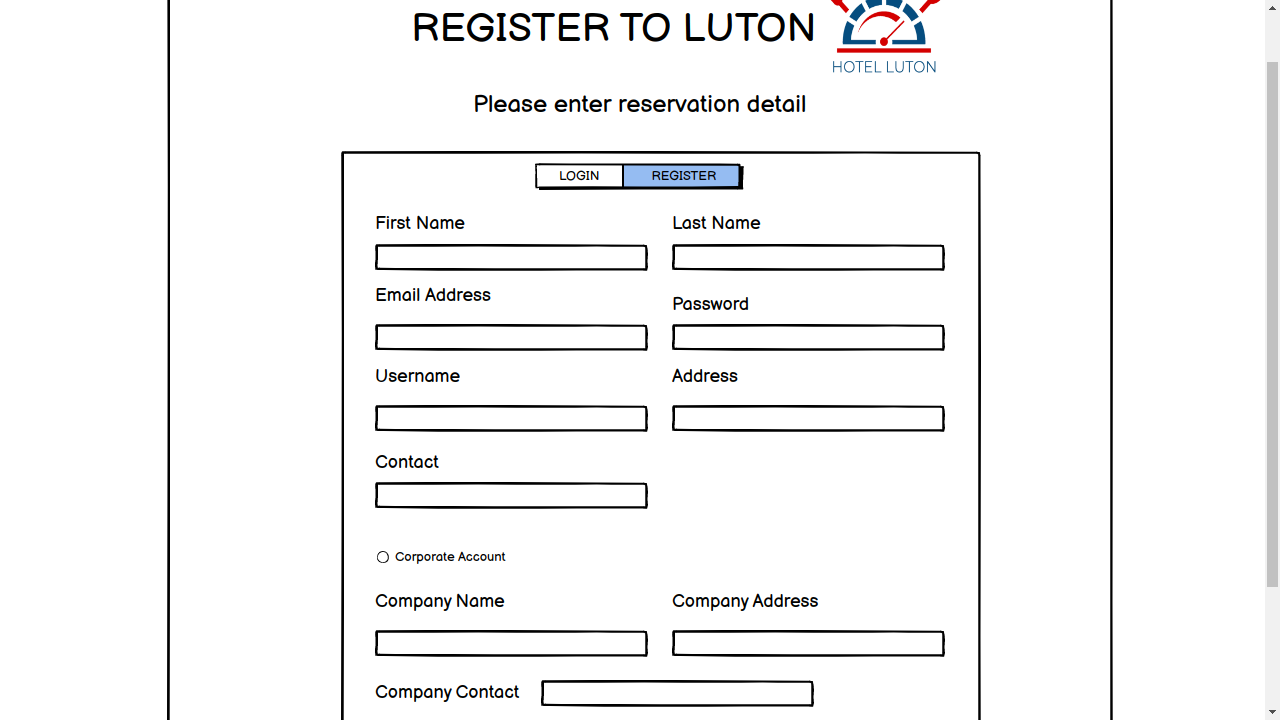 REGISTER TO LUTON
HOTEL LUTON
Please enter reservation detail
LOGIN REGISTER
First Name Last Name
Email Address Password
Username Address
Contact
Corporate Account
Company Name Company Address
Company Contact